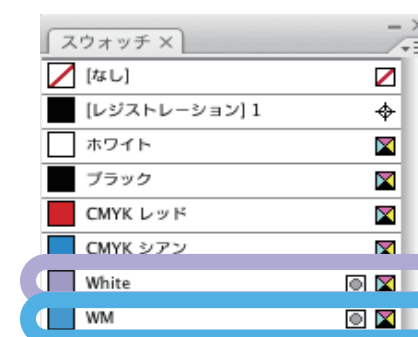 スウォッチ ×
[なし]
[レジストレーション] 1
ホワイト
ブラック
CMYK レッド
CMYK シアン
White
WM